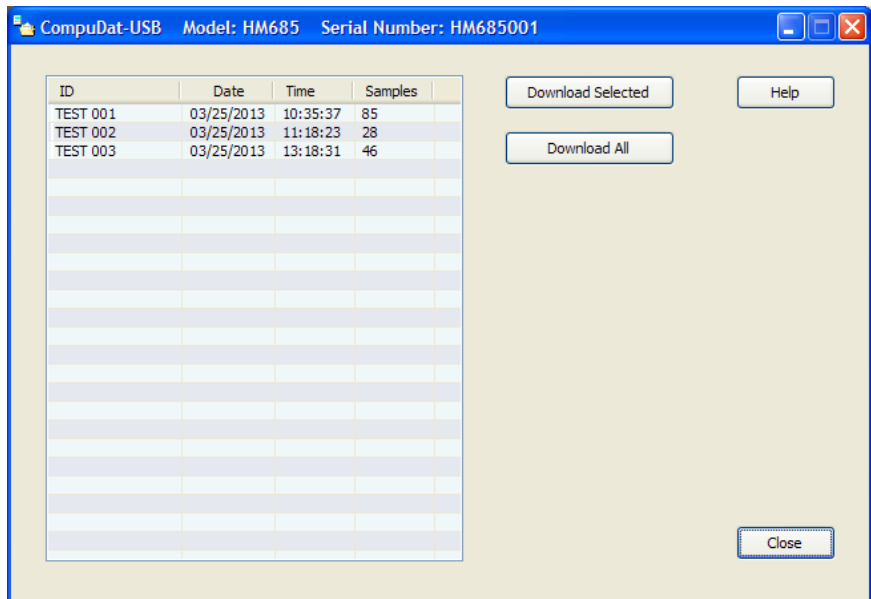 CompuDat-USB Model: HM685 Serial Number: HM685001
ID Date Time Samples
TEST 001 03/25/2013 10:35:37 85
TEST 002 03/25/2013 11:18:23 28
TEST 003 03/25/2013 13:18:31 46
Download Selected
Help
Download All
Close